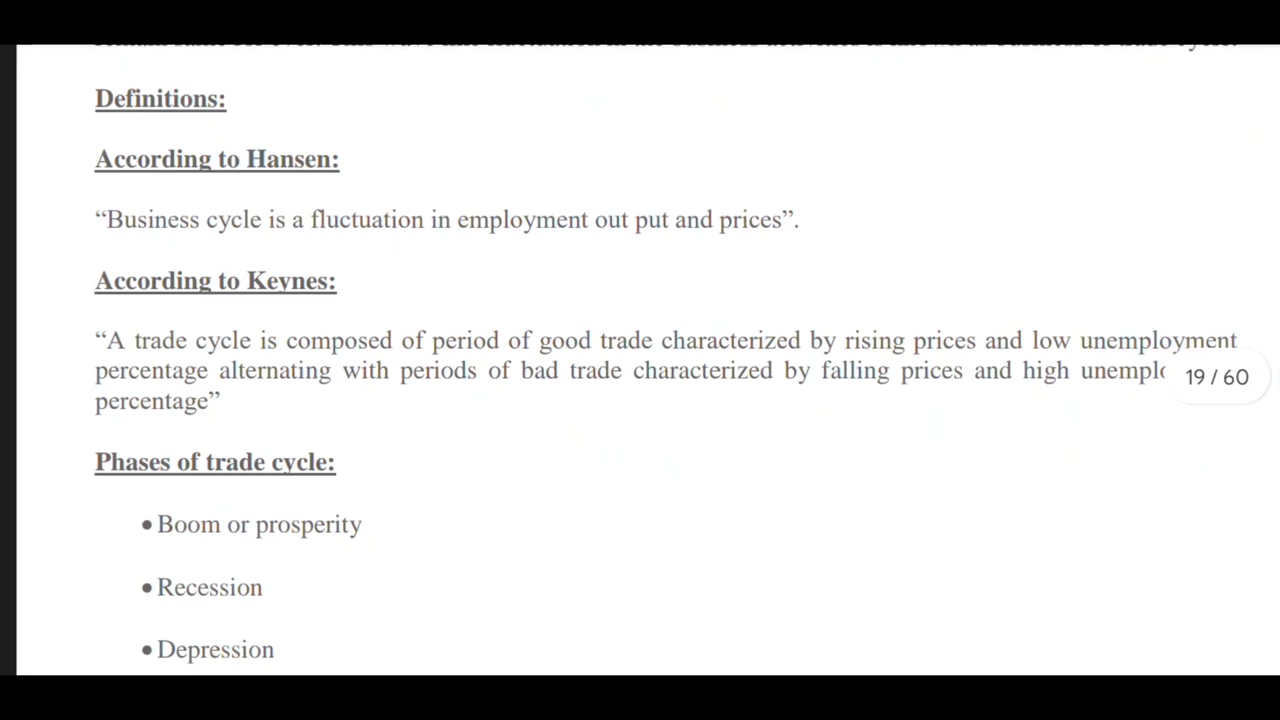 Definitions:
According to Hansen:
“Business cycle is a fluctuation in employment out put and prices”.
According to Keynes:
“A trade cycle is composed of period of good trade characterized by rising prices and low unemployment
percentage alternating with periods of bad trade characterized by falling prices and high
percentage”
19 / 60
Phases of trade cycle:
• Boom or prosperity
• Recession
• Depression